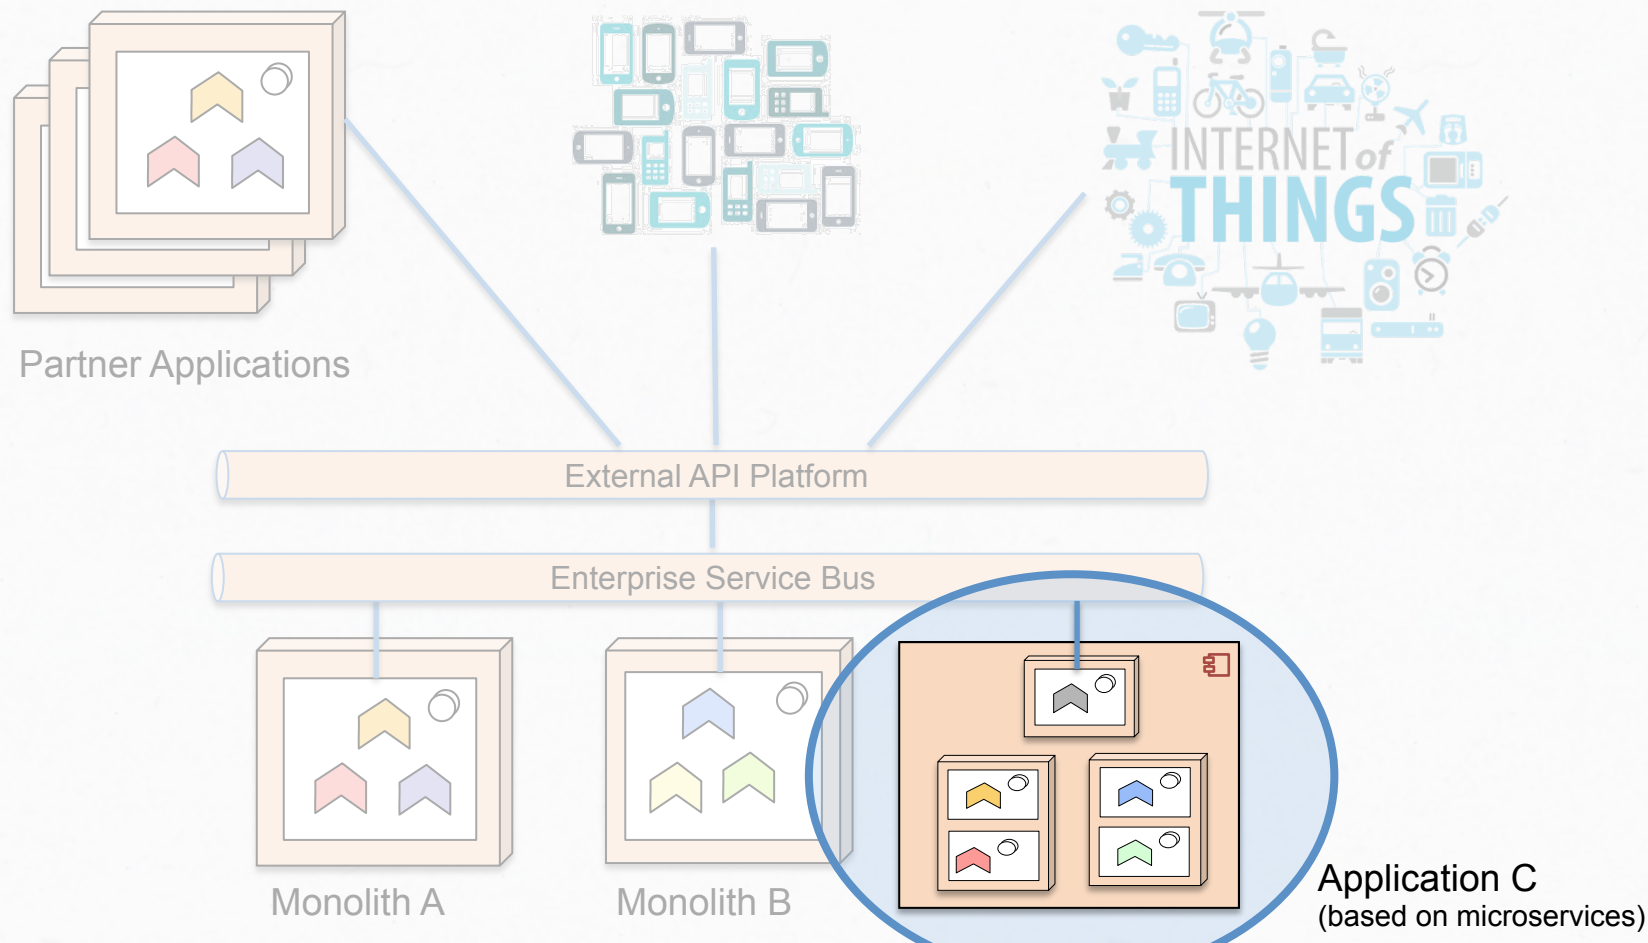 INTERNET of
THINGS
Partner Applications
External API Platform
Enterprise Service Bus
Monolith A
Monolith B
Application C
(based on microservices)